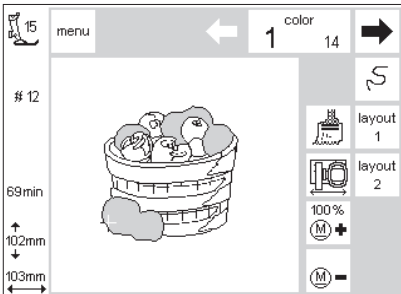 15
menu
1 color 14
# 12
layout
1
layout
2
69min
100%
M +
102mm
M -
103mm